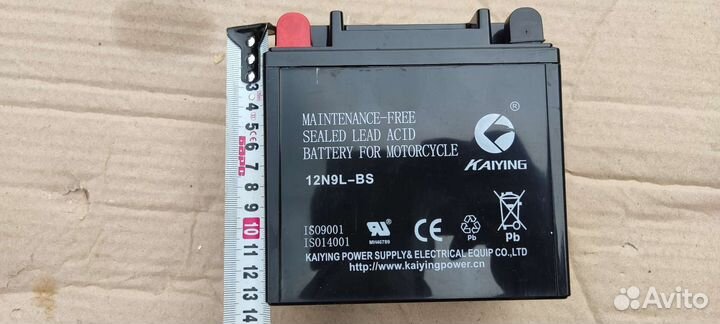 MAINTENANCE-FREE
SEALED LEAD ACID
BATTERY FOR MOTORCYCLE
®
KAIYING
12N9L-BS
ISO9001
ISO14001
MH46789
CE
Pb
Pb
KAIYING POWER SUPPLY& ELECTRICAL EQUIPMENT CO.,LTD
http://www.kaiyingpower.cn
3
4
5
6
7
8
9
10
11
12
13
14
Avito